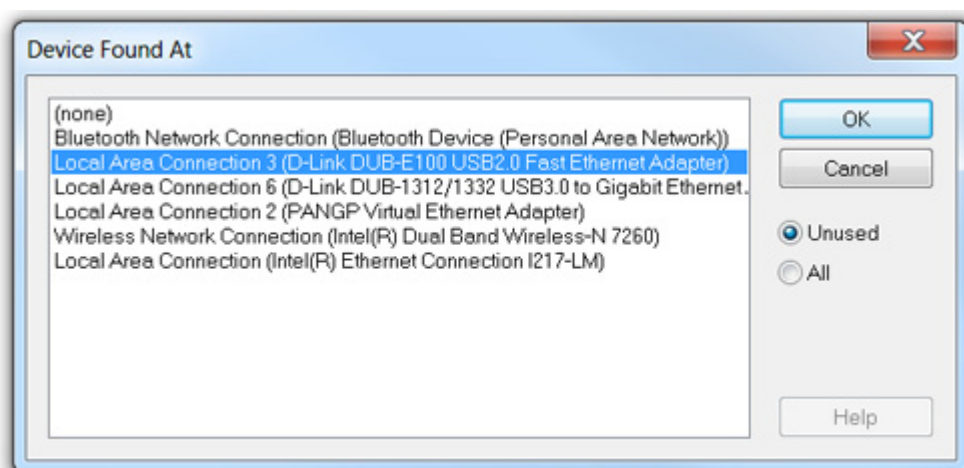 Device Found At
(none)
Bluetooth Network Connection (Bluetooth Device (Personal Area Network))
Local Area Connection 3 (D-Link DUB-E100 USB2.0 Fast Ethernet Adapter)
Local Area Connection 6 (D-Link DUB-1312/1332 USB3.0 to Gigabit Ethernet.
Local Area Connection 2 (PANGP Virtual Ethernet Adapter)
Wireless Network Connection (Intel(R) Dual Band Wireless-N 7260)
Local Area Connection (Intel(R) Ethernet Connection I217-LM)
OK
Cancel
Unused
All
Help